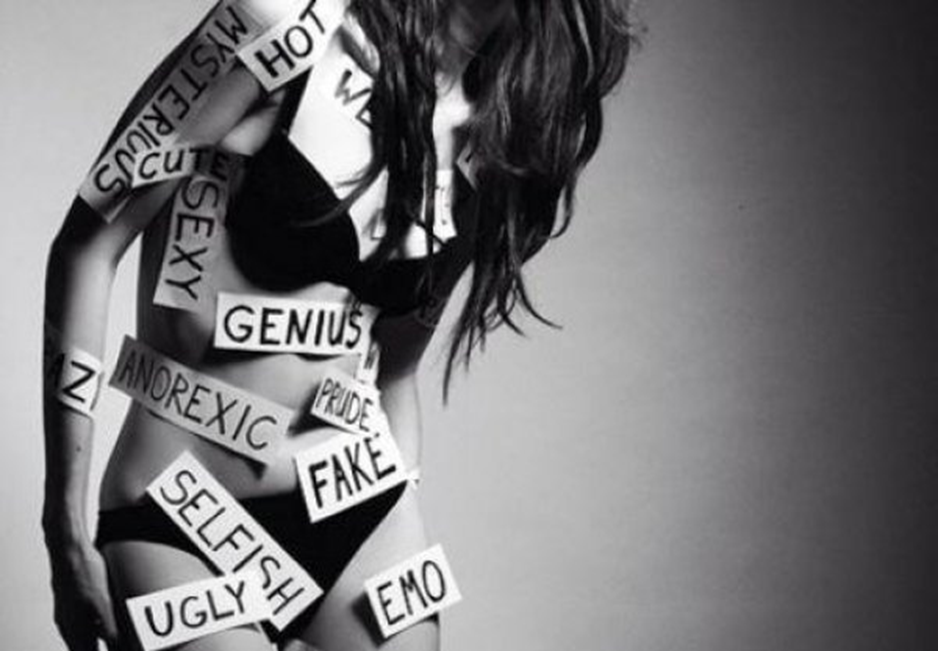 MYSTERIOUS
HOT
CUTE
SEXY
GENIUS
ANOREXIC
PRUDE
FAKE
SELFISH
UGLY
EMO